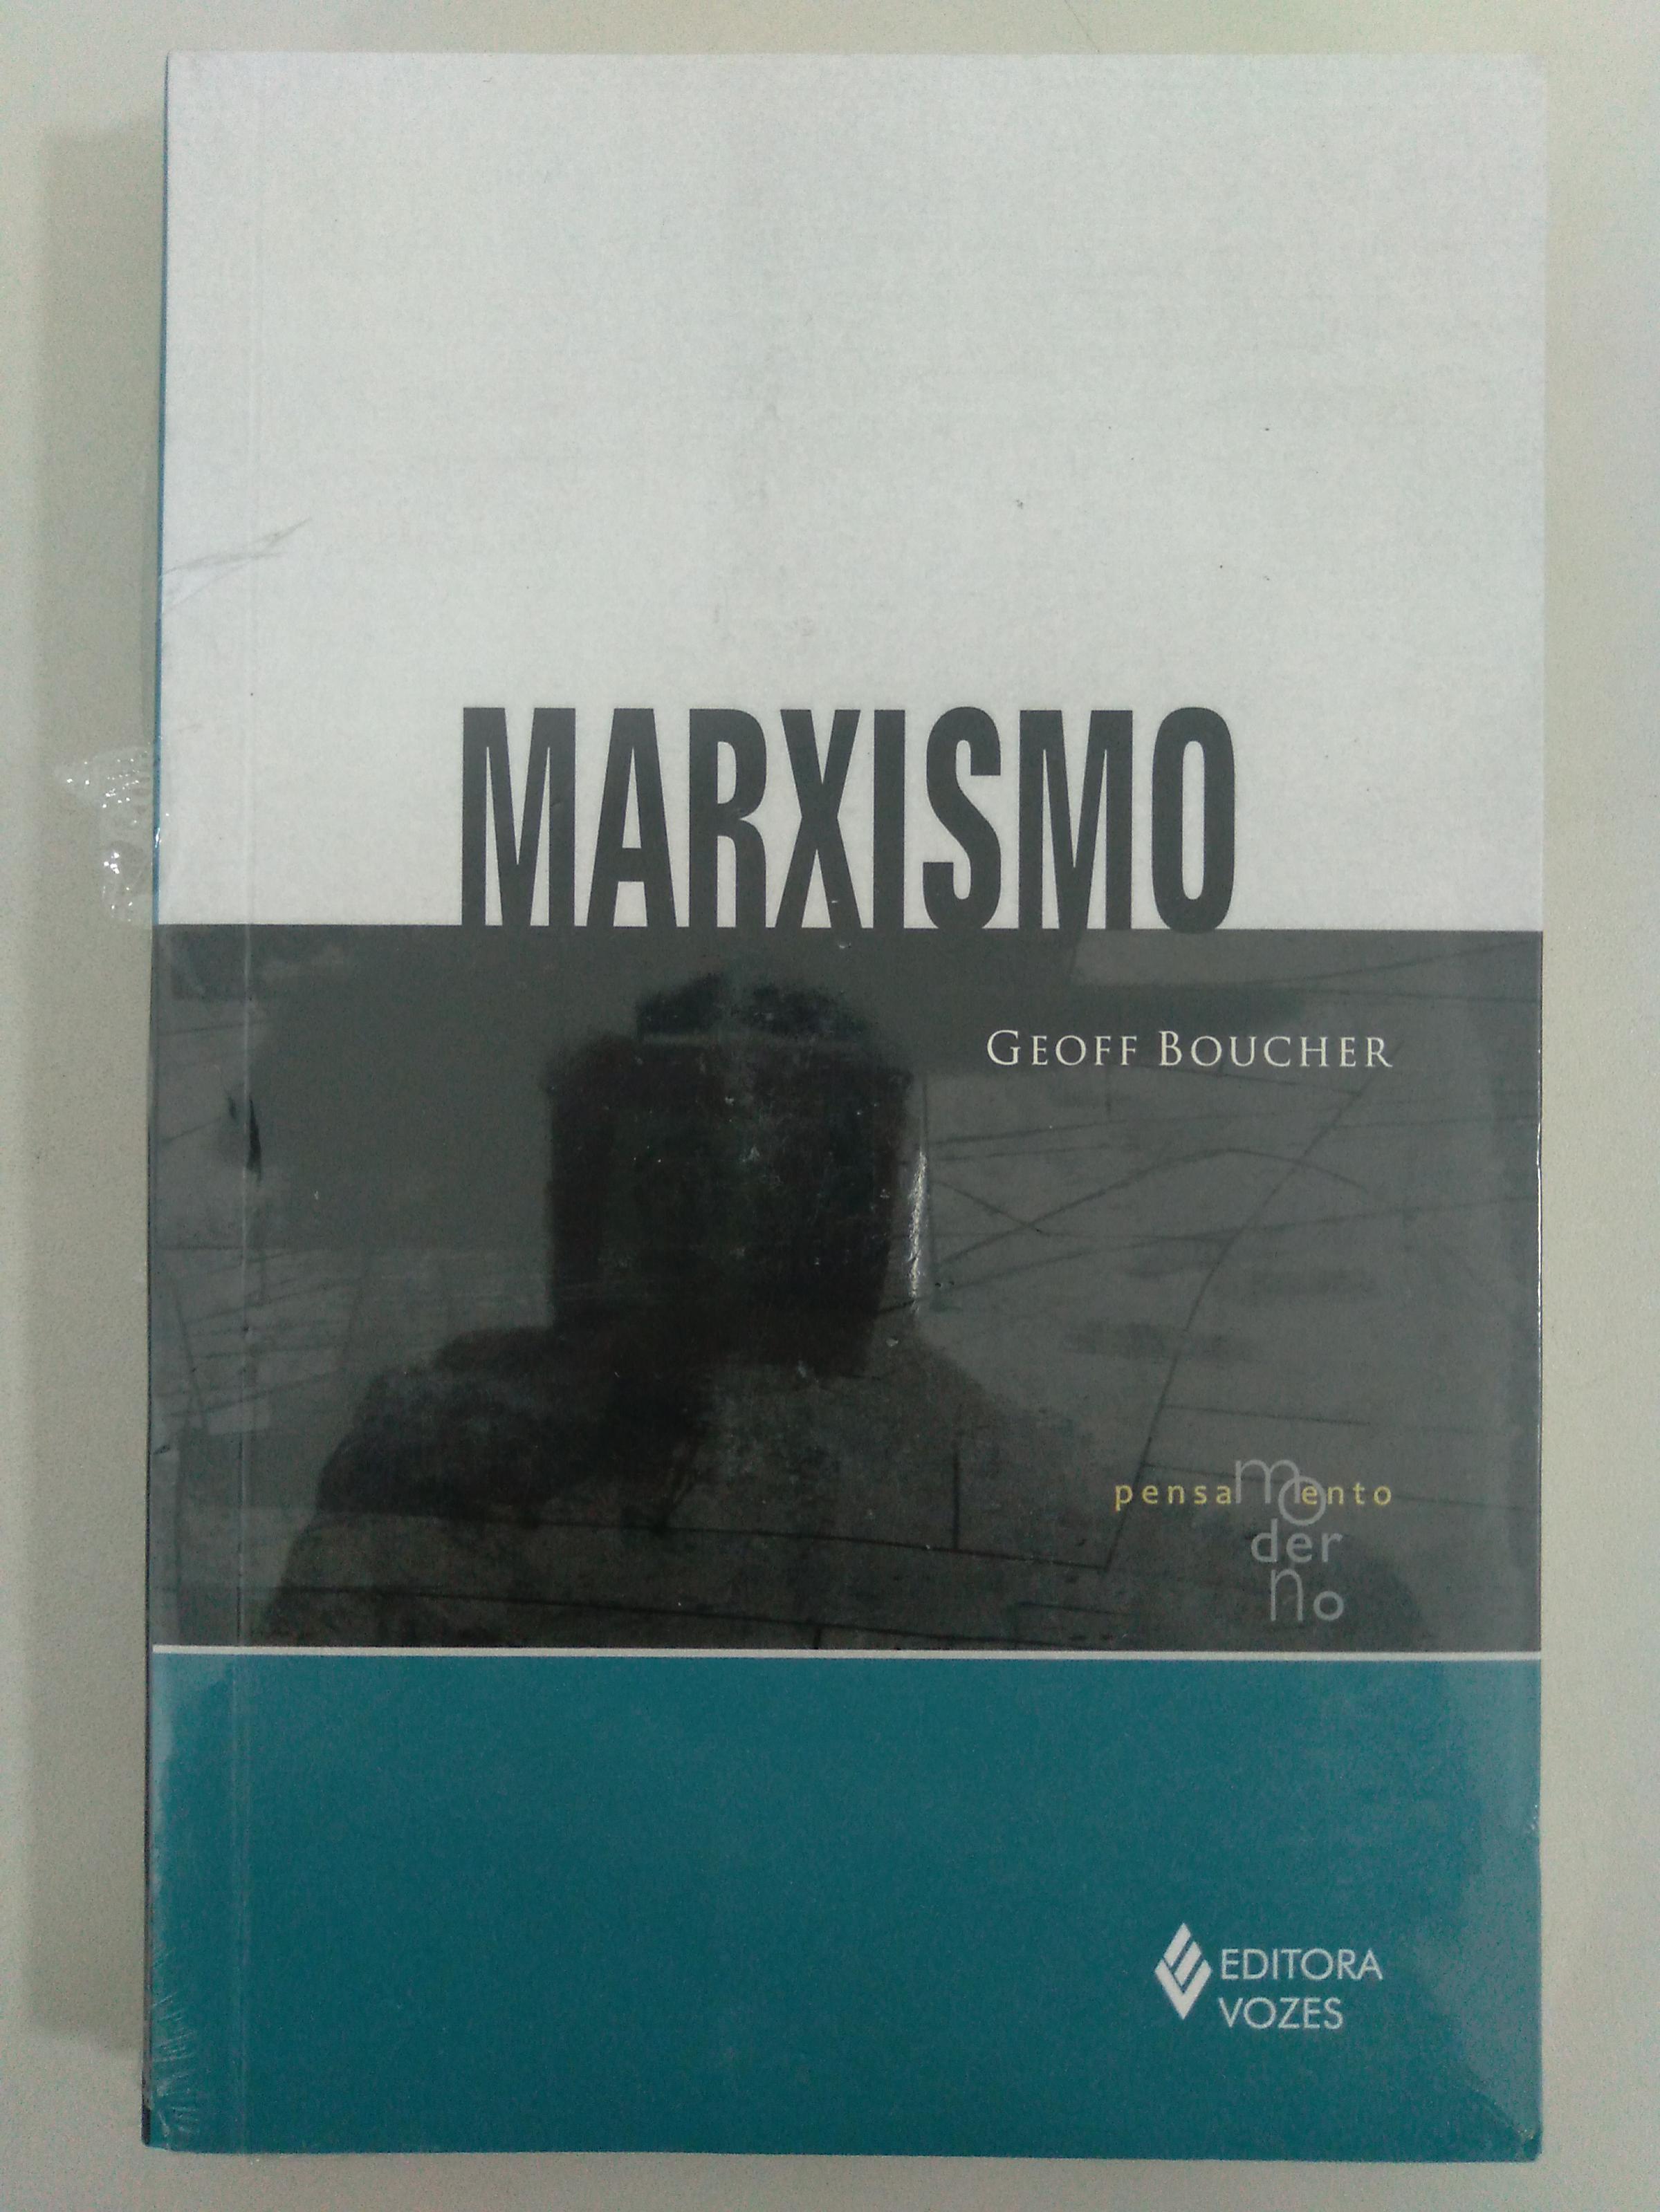 MARXISMO
GEOFF BOUCHER
pensamento
moderno
EDITORA
VOZES